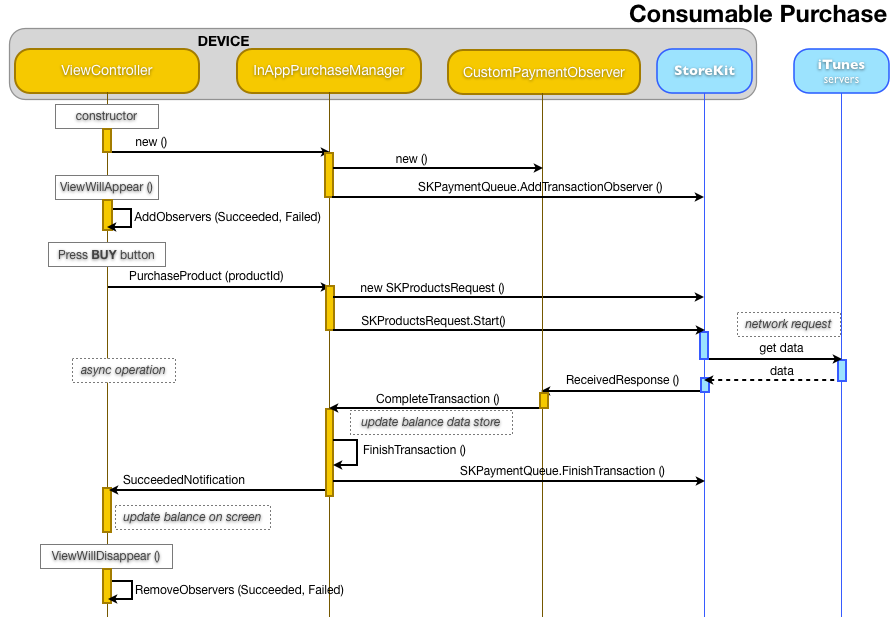 Consumable Purchase
DEVICE
ViewController
InAppPurchaseManager
CustomPaymentObserver
StoreKit
iTunes
servers
constructor
new ()
new ()
ViewWillAppear ()
SKPaymentQueue.AddTransactionObserver ()
AddObservers (Succeeded, Failed)
Press BUY button
PurchaseProduct (productId)
new SKProductsRequest ()
SKProductsRequest.Start()
network request
get data
async operation
data
ReceivedResponse ()
CompleteTransaction ()
update balance data store
FinishTransaction ()
SKPaymentQueue.FinishTransaction ()
SucceededNotification
update balance on screen
ViewWillDisappear ()
RemoveObservers (Succeeded, Failed)